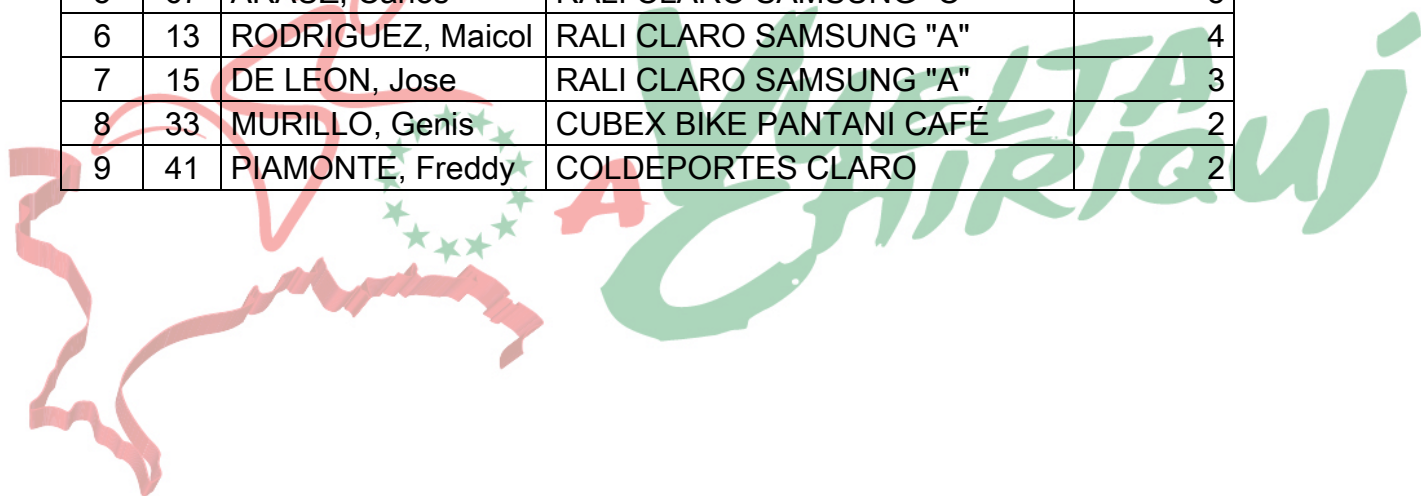 6 13 RODRIGUEZ, Maicol RALI CLARO SAMSUNG "A" 4
7 15 DE LEON, Jose RALI CLARO SAMSUNG "A" 3
8 33 MURILLO, Genis CUBEX BIKE PANTANI CAFÉ 2
9 41 PIAMONTE, Freddy COLDEPORTES CLARO 2
VUELTA
A CHIRIQUÍ